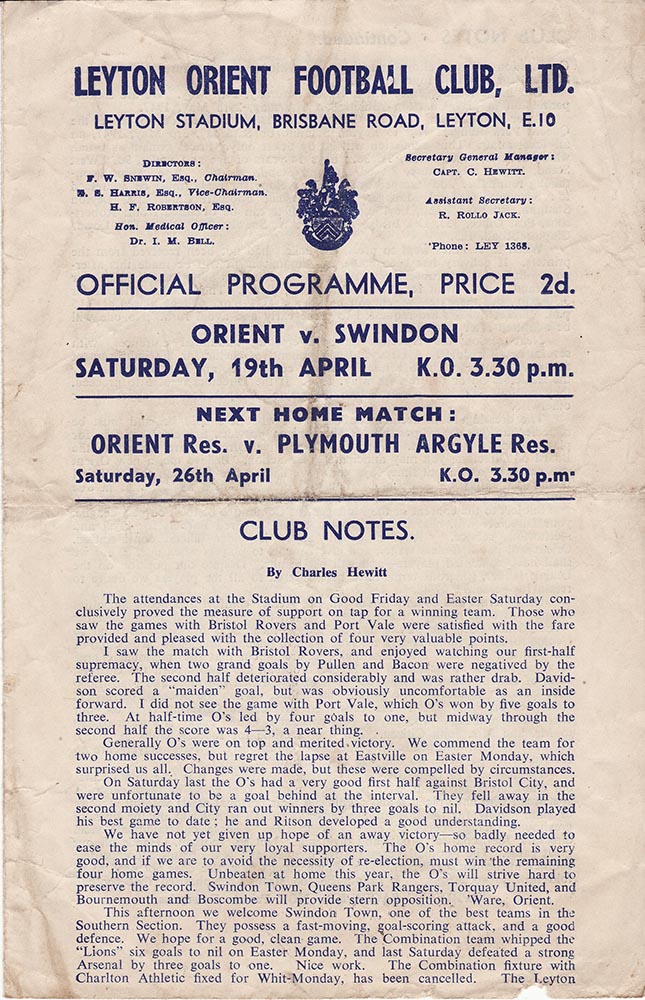 LEYTON ORIENT FOOTBALL CLUB, LTD.
LEYTON STADIUM, BRISBANE ROAD, LEYTON, E.10
DIRECTORS:
F. W. SNEWIN, Esq., Chairman.
E. S. HARRIS, Esq., Vice-Chairman.
H. F. ROBERTSON, Esq.
Hon. Medical Officer:
Dr. I. M. BELL.
Secretary General Manager:
CAPT. C. HEWITT.
Assistant Secretary:
R. ROLLO JACK.
'Phone: LEY 1368.
OFFICIAL PROGRAMME, PRICE 2d.
ORIENT v. SWINDON
SATURDAY, 19th APRIL K.O. 3.30 p.m.
NEXT HOME MATCH:
ORIENT Res. v. PLYMOUTH ARGYLE Res.
Saturday, 26th April K.O. 3.30 p.m.
CLUB NOTES.
By Charles Hewitt
The attendances at the Stadium on Good Friday and Easter Saturday con-
clusively proved the measure of support on tap for a winning team. Those who
saw the games with Bristol Rovers and Port Vale were satisfied with the fare
provided and pleased with the collection of four very valuable points.
I saw the match with Bristol Rovers, and enjoyed watching our first-half
supremacy, when two grand goals by Pullen and Bacon were negatived by the
referee. The second half deteriorated considerably and was rather drab. David-
son scored a "maiden" goal, but was obviously uncomfortable as an inside
forward. I did not see the game with Port Vale, which O's won by five goals to
three. At half-time O's led by four goals to one, but midway through the
second half the score was 4—3, a near thing.
Generally O's were on top and merited victory. We commend the team for
two home successes, but regret the lapse at Eastville on Easter Monday, which
surprised us all. Changes were made, but these were compelled by circumstances.
On Saturday last the O's had a very good first half against Bristol City, and
were unfortunate to be a goal behind at the interval. They fell away in the
second moiety and City ran out winners by three goals to nil. Davidson played
his best game to date; he and Ritson developed a good understanding.
We have not yet given up hope of an away victory—so badly needed to
ease the minds of our very loyal supporters. The O's home record is very
good, and if we are to avoid the necessity of re-election, must win the remaining
four home games. Unbeaten at home this year, the O's will strive hard to
preserve the record. Swindon Town, Queens Park Rangers, Torquay United, and
Bournemouth and Boscombe will provide stern opposition. 'Ware, Orient.
This afternoon we welcome Swindon Town, one of the best teams in the
Southern Section. They possess a fast-moving, goal-scoring attack, and a good
defence. We hope for a good, clean game. The Combination team whipped the
"Lions" six goals to nil on Easter Monday, and last Saturday defeated a strong
Arsenal by three goals to one. Nice work. The Combination fixture with
Charlton Athletic fixed for Whit-Monday, has been cancelled. The Leyton